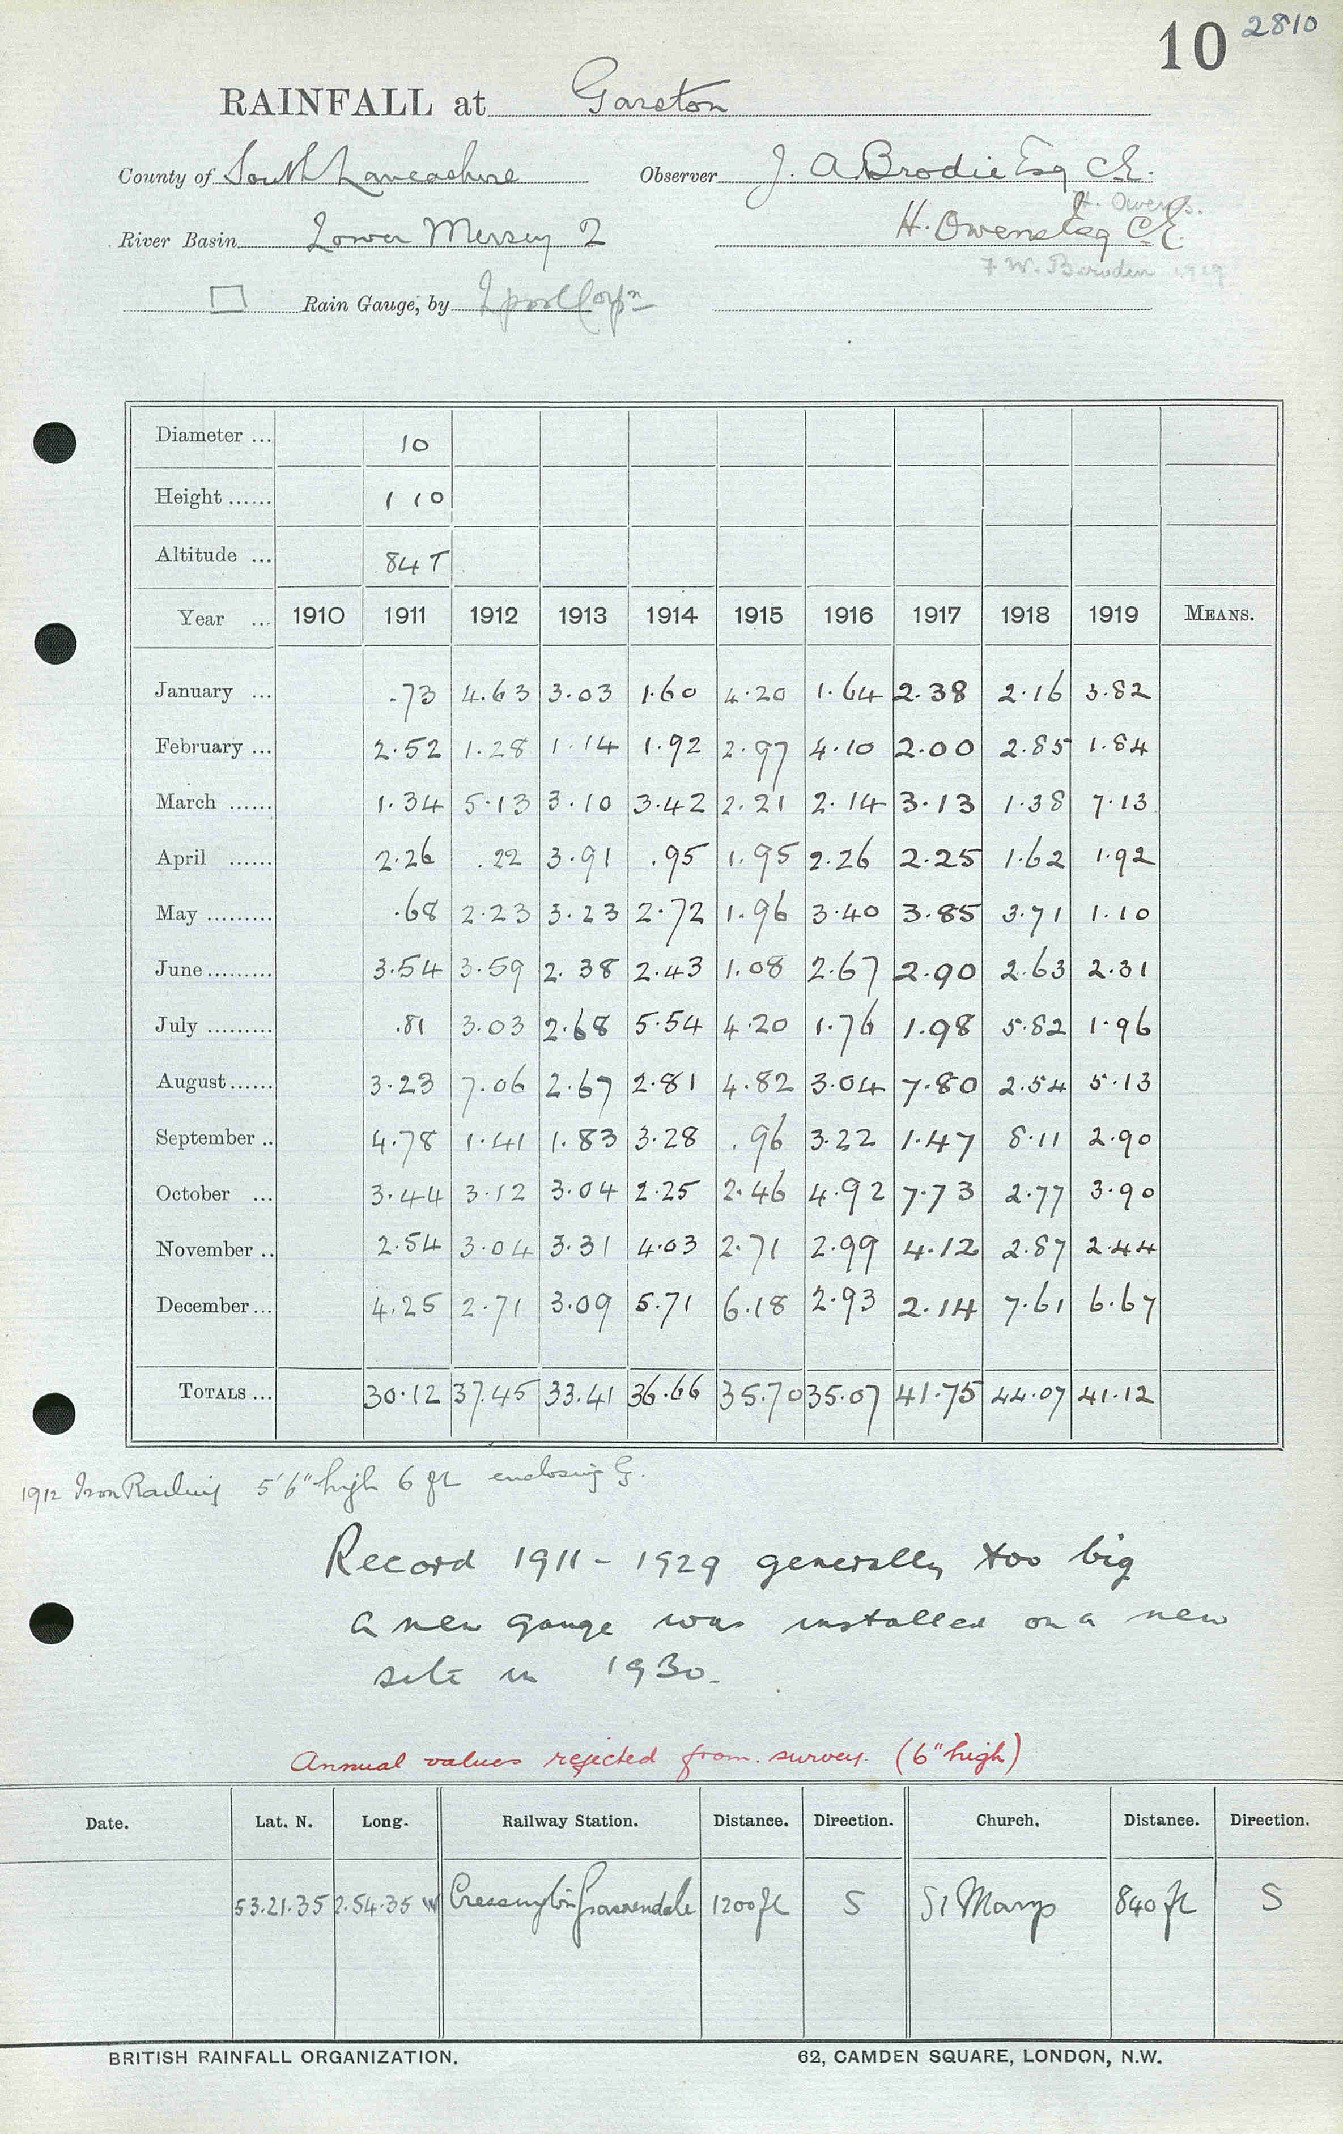 10 2810
RAINFALL at Garston
County of South Lancashire Observer J. A Brodie Esq C.E.
H. Owens.
River Basin Lower Mersey 2 H. Owens Esq C.E.
1929
Rain Gauge, by L'pool Corpn
Diameter ... 10
Height ...... 1 10
Altitude ... 84 T
Year ... 1910 1911 1912 1913 1914 1915 1916 1917 1918 1919 MEANS.
January ... .73 4.63 3.03 1.60 4.20 1.64 2.38 2.16 3.82
February ... 2.52 1.28 1.14 1.92 2.97 4.10 2.00 2.85 1.84
March ...... 1.34 5.13 3.10 3.42 2.21 2.14 3.13 1.38 7.13
April ...... 2.26 .22 3.91 .95 1.95 2.26 2.25 1.62 1.92
May ......... .68 2.23 3.23 2.72 1.96 3.40 3.85 3.71 1.10
June ......... 3.54 3.59 2.38 2.43 1.08 2.67 2.90 2.63 2.31
July ......... .81 3.03 2.68 5.54 4.20 1.76 1.98 5.82 1.96
August ...... 3.23 7.06 2.67 2.81 4.82 3.04 7.80 2.54 5.13
September .. 4.78 1.41 1.83 3.28 .96 3.22 1.47 8.11 2.90
October ... 3.44 3.12 3.04 2.25 2.46 4.92 7.73 2.77 3.90
November .. 2.54 3.04 3.31 4.03 2.71 2.99 4.12 2.87 2.44
December ... 4.25 2.71 3.09 5.71 6.18 2.93 2.14 7.61 6.67
TOTALS ... 30.12 37.45 33.41 36.66 35.70 35.07 41.75 44.07 41.12
1912 Iron Railing 5'6" high 6 ft enclosing G.
Record 1911 - 1929 generally too big
a new gauge was installed on a new
site in 1930.
Annual values rejected from survey. (6" high)
Date. Lat. N. Long. Railway Station. Distance. Direction. Church. Distance. Direction.
53.21.35 2.54.35 W Cressington Grassendale 1200 ft S St Marys 840 ft S
BRITISH RAINFALL ORGANIZATION. 62, CAMDEN SQUARE, LONDON, N.W.